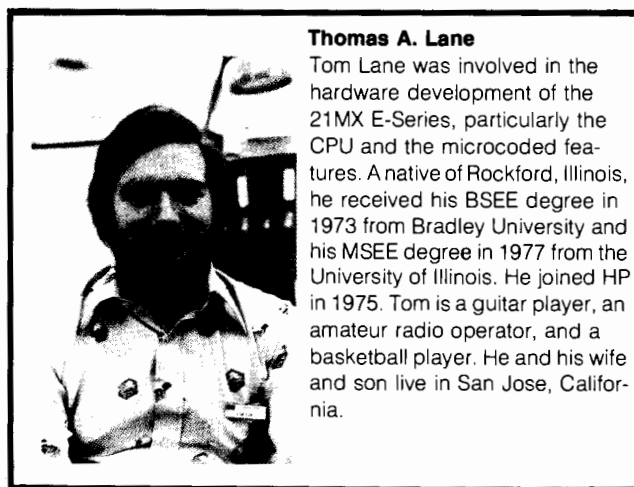 Thomas A. Lane
Tom Lane was involved in the
hardware development of the
21MX E-Series, particularly the
CPU and the microcoded fea-
tures. A native of Rockford, Illinois,
he received his BSEE degree in
1973 from Bradley University and
his MSEE degree in 1977 from the
University of Illinois. He joined HP
in 1975. Tom is a guitar player, an
amateur radio operator, and a
basketball player. He and his wife
and son live in San Jose, Califor-
nia.